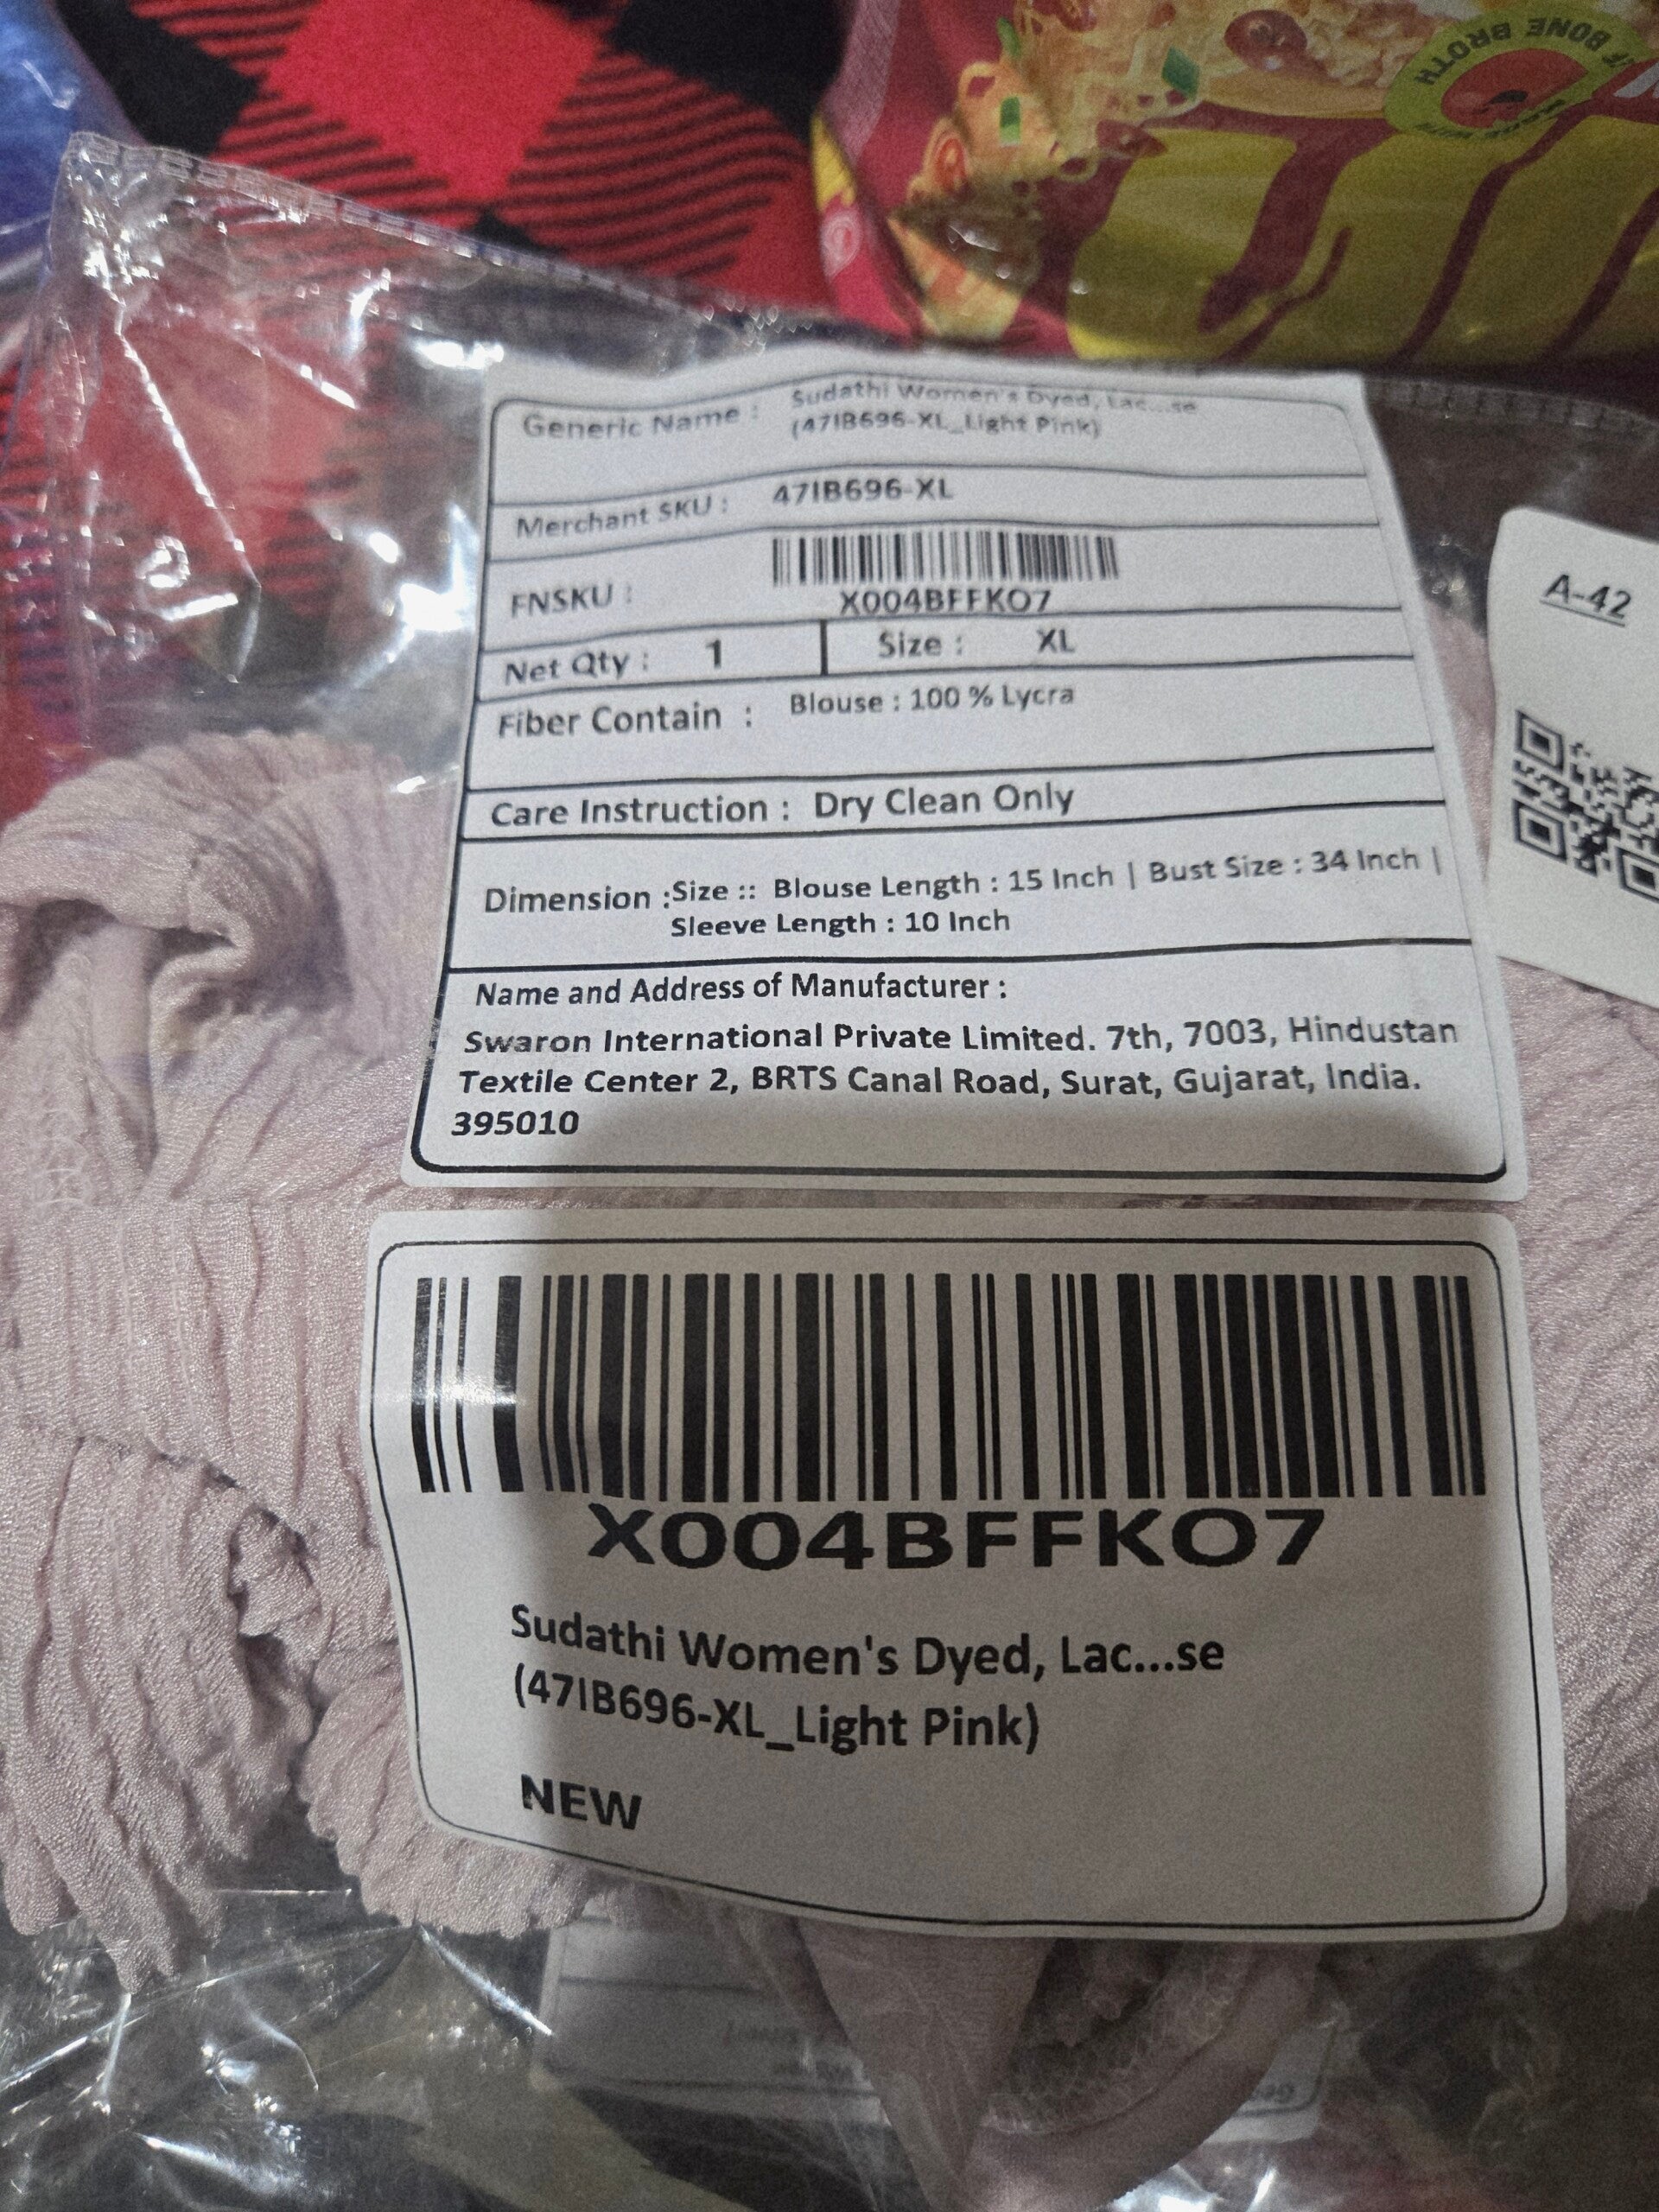 BONE BROTH
Generic Name : Sudathi Women's Dyed, Lac...se
(47IB696-XL_Light Pink)
Merchant SKU : 47IB696-XL
FNSKU :
X004BFFKO7
Net Qty : 1 Size : XL
Fiber Contain : Blouse : 100 % Lycra
Care Instruction : Dry Clean Only
Dimension :Size :: Blouse Length : 15 Inch | Bust Size : 34 Inch |
Sleeve Length : 10 Inch
Name and Address of Manufacturer :
Swaron International Private Limited. 7th, 7003, Hindustan
Textile Center 2, BRTS Canal Road, Surat, Gujarat, India.
395010
A-42
X004BFFKO7
Sudathi Women's Dyed, Lac...se
(47IB696-XL_Light Pink)
NEW